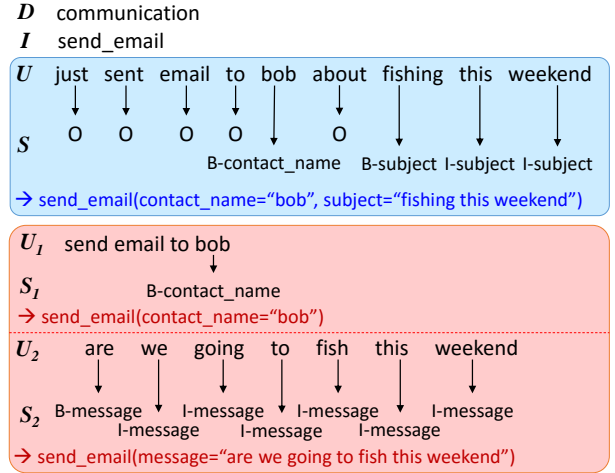 D communication
I send_email
U just sent email to bob about fishing this weekend
O O O O O
S
B-contact_name B-subject I-subject I-subject
→ send_email(contact_name="bob", subject="fishing this weekend")
U1 send email to bob
S1 B-contact_name
→ send_email(contact_name="bob")
U2 are we going to fish this weekend
S2 B-message I-message I-message I-message
I-message I-message I-message
→ send_email(message="are we going to fish this weekend")